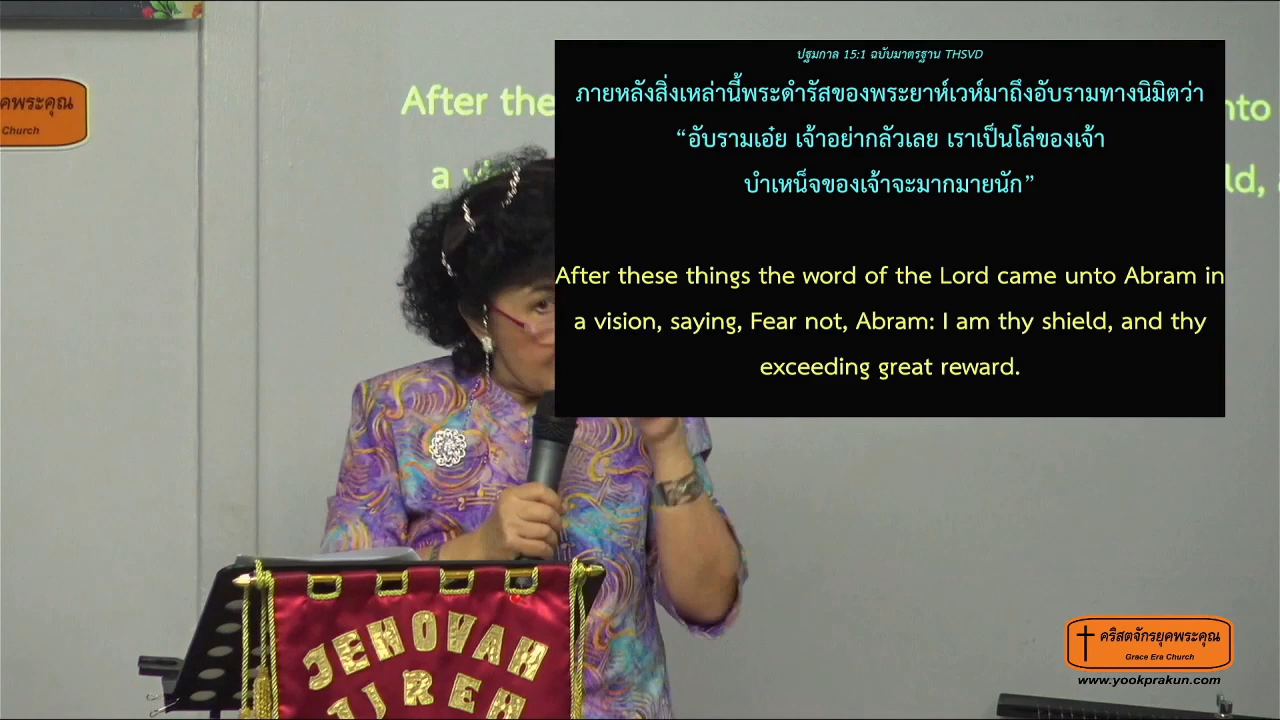 คพระคุณ
Church
After the
nto
ld,
ปฐมกาล 15:1 ฉบับมาตรฐาน THSVD
ภายหลังสิ่งเหล่านี้พระดำรัสของพระยาห์เวห์มาถึงอับรามทางนิมิตว่า
“อับรามเอ๋ย เจ้าอย่ากลัวเลย เราเป็นโล่ของเจ้า
บำเหน็จของเจ้าจะมากมายนัก”
After these things the word of the Lord came unto Abram in
a vision, saying, Fear not, Abram: I am thy shield, and thy
exceeding great reward.
JEHOVAH
JIREH
คริสตจักรยุคพระคุณ
Grace Era Church
www.yookprakun.com